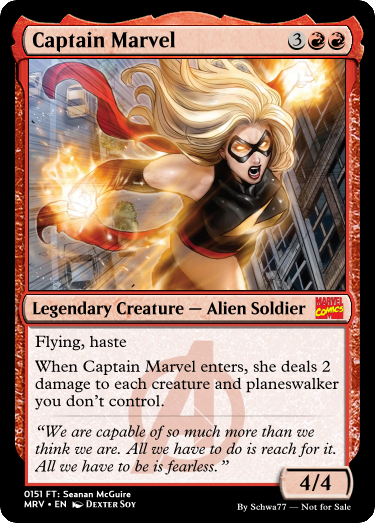 Captain Marvel 3
Legendary Creature — Alien Soldier MARVEL COMICS
Flying, haste
When Captain Marvel enters, she deals 2
damage to each creature and planeswalker
you don’t control.
“We are capable of so much more than we
think we are. All we have to do is reach for it.
All we have to be is fearless.”
4/4
0151 FT: Seanan McGuire
MRV • EN DEXTER SOY By Schwa77 — Not for Sale